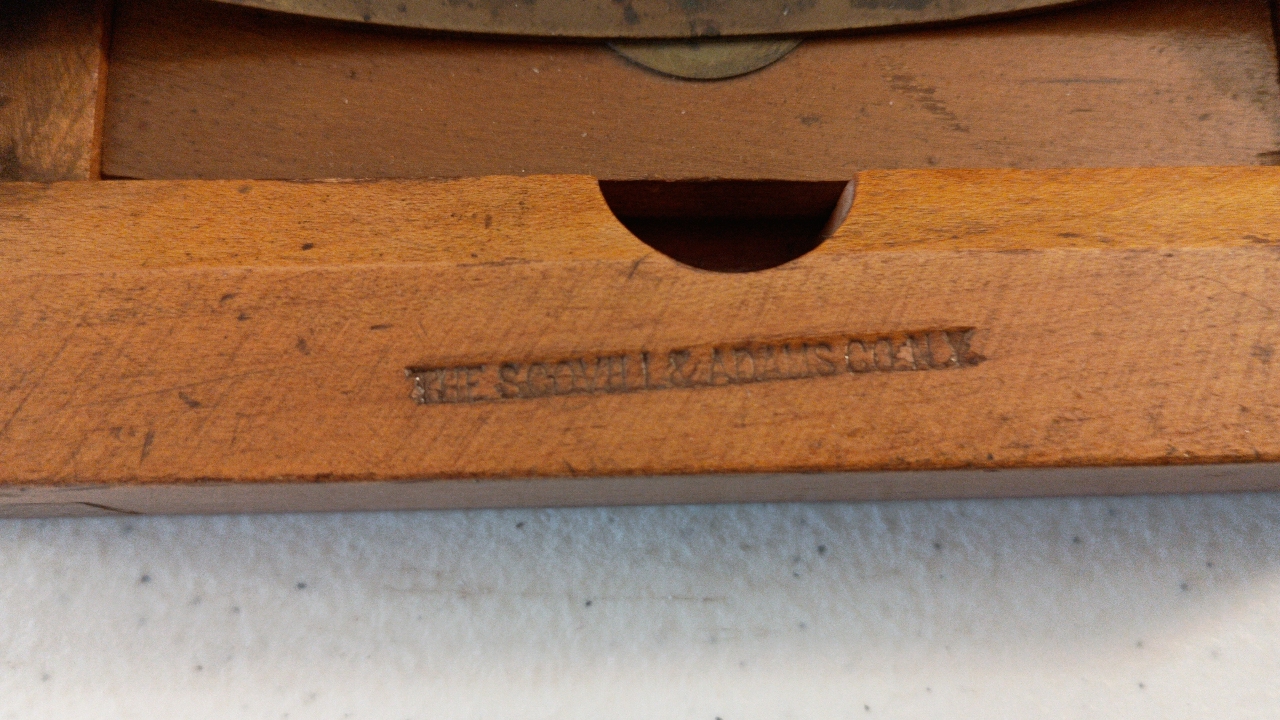 THE SCOVILL & ADAMS CO. N.Y.